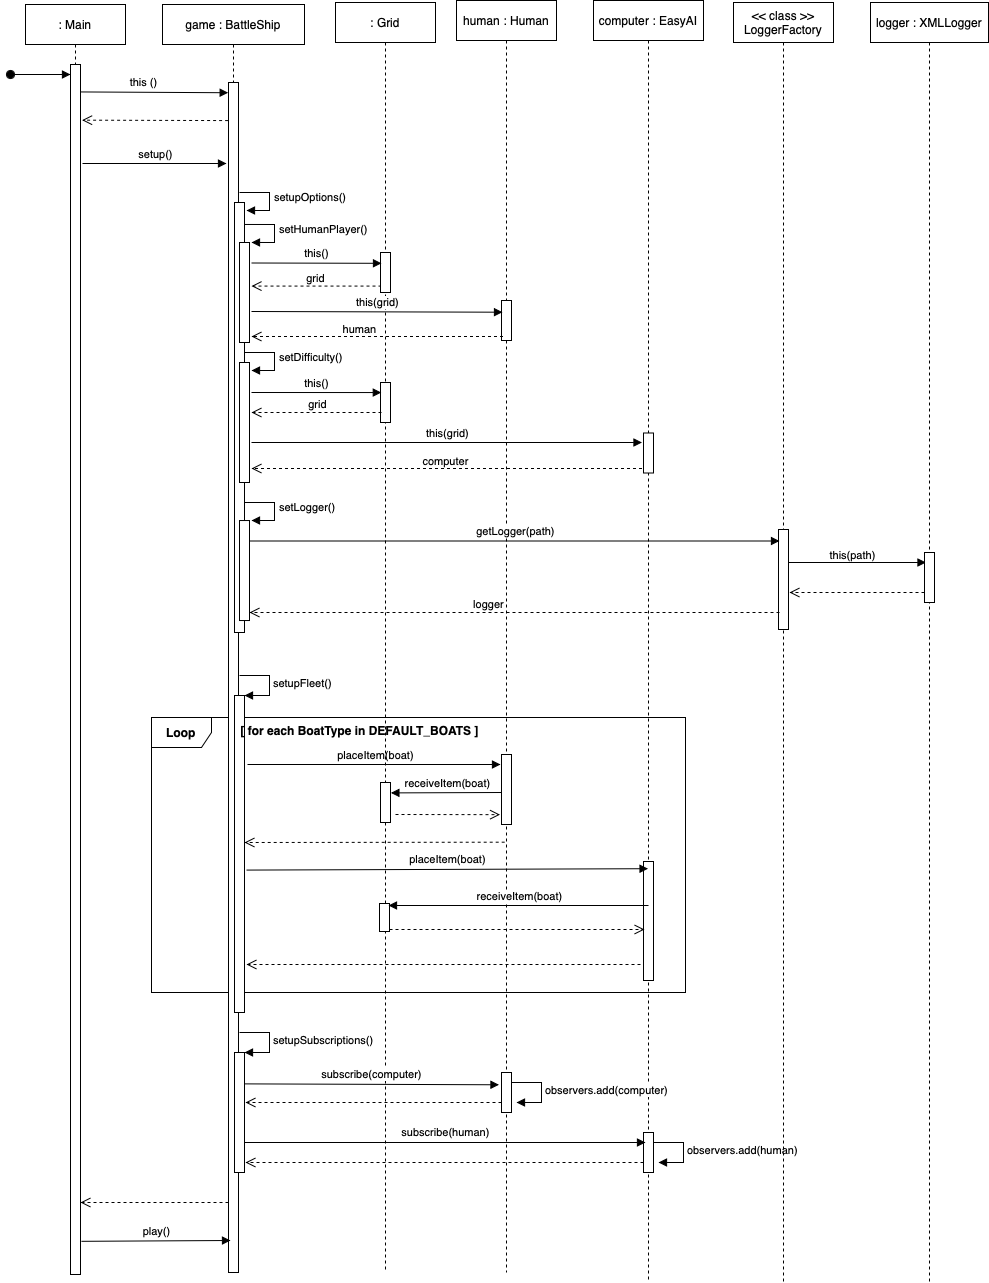 : Main
game : BattleShip
: Grid
human : Human
computer : EasyAI
<< class >>
LoggerFactory
logger : XMLLogger
this ()
setup()
setupOptions()
setHumanPlayer()
this()
grid
this(grid)
human
setDifficulty()
this()
grid
this(grid)
computer
setLogger()
getLogger(path)
this(path)
logger
setupFleet()
Loop
[ for each BoatType in DEFAULT_BOATS ]
placeItem(boat)
receiveItem(boat)
placeItem(boat)
receiveItem(boat)
setupSubscriptions()
subscribe(computer)
observers.add(computer)
subscribe(human)
observers.add(human)
play()